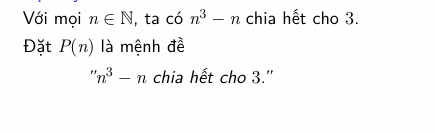 Với mọi n ∈ ℕ, ta có n³ − n chia hết cho 3.
Đặt P(n) là mệnh đề
"n³ − n chia hết cho 3."